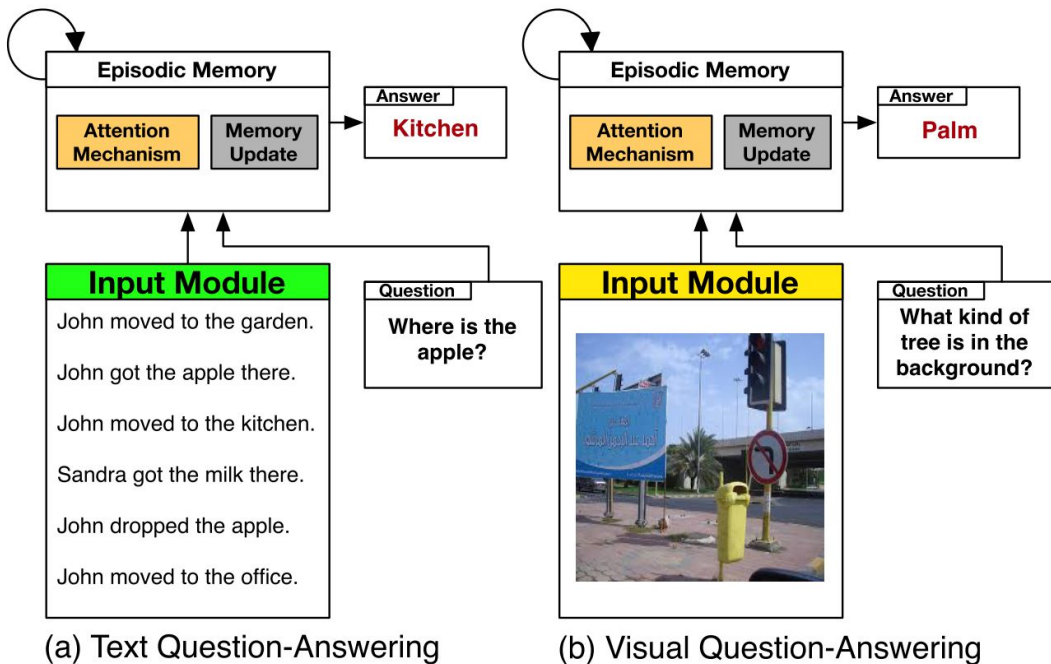 Episodic Memory
Attention
Mechanism
Memory
Update
Answer
Kitchen
Input Module
John moved to the garden.
John got the apple there.
John moved to the kitchen.
Sandra got the milk there.
John dropped the apple.
John moved to the office.
Question
Where is the
apple?
(a) Text Question-Answering
Episodic Memory
Attention
Mechanism
Memory
Update
Answer
Palm
Input Module
Question
What kind of
tree is in the
background?
(b) Visual Question-Answering